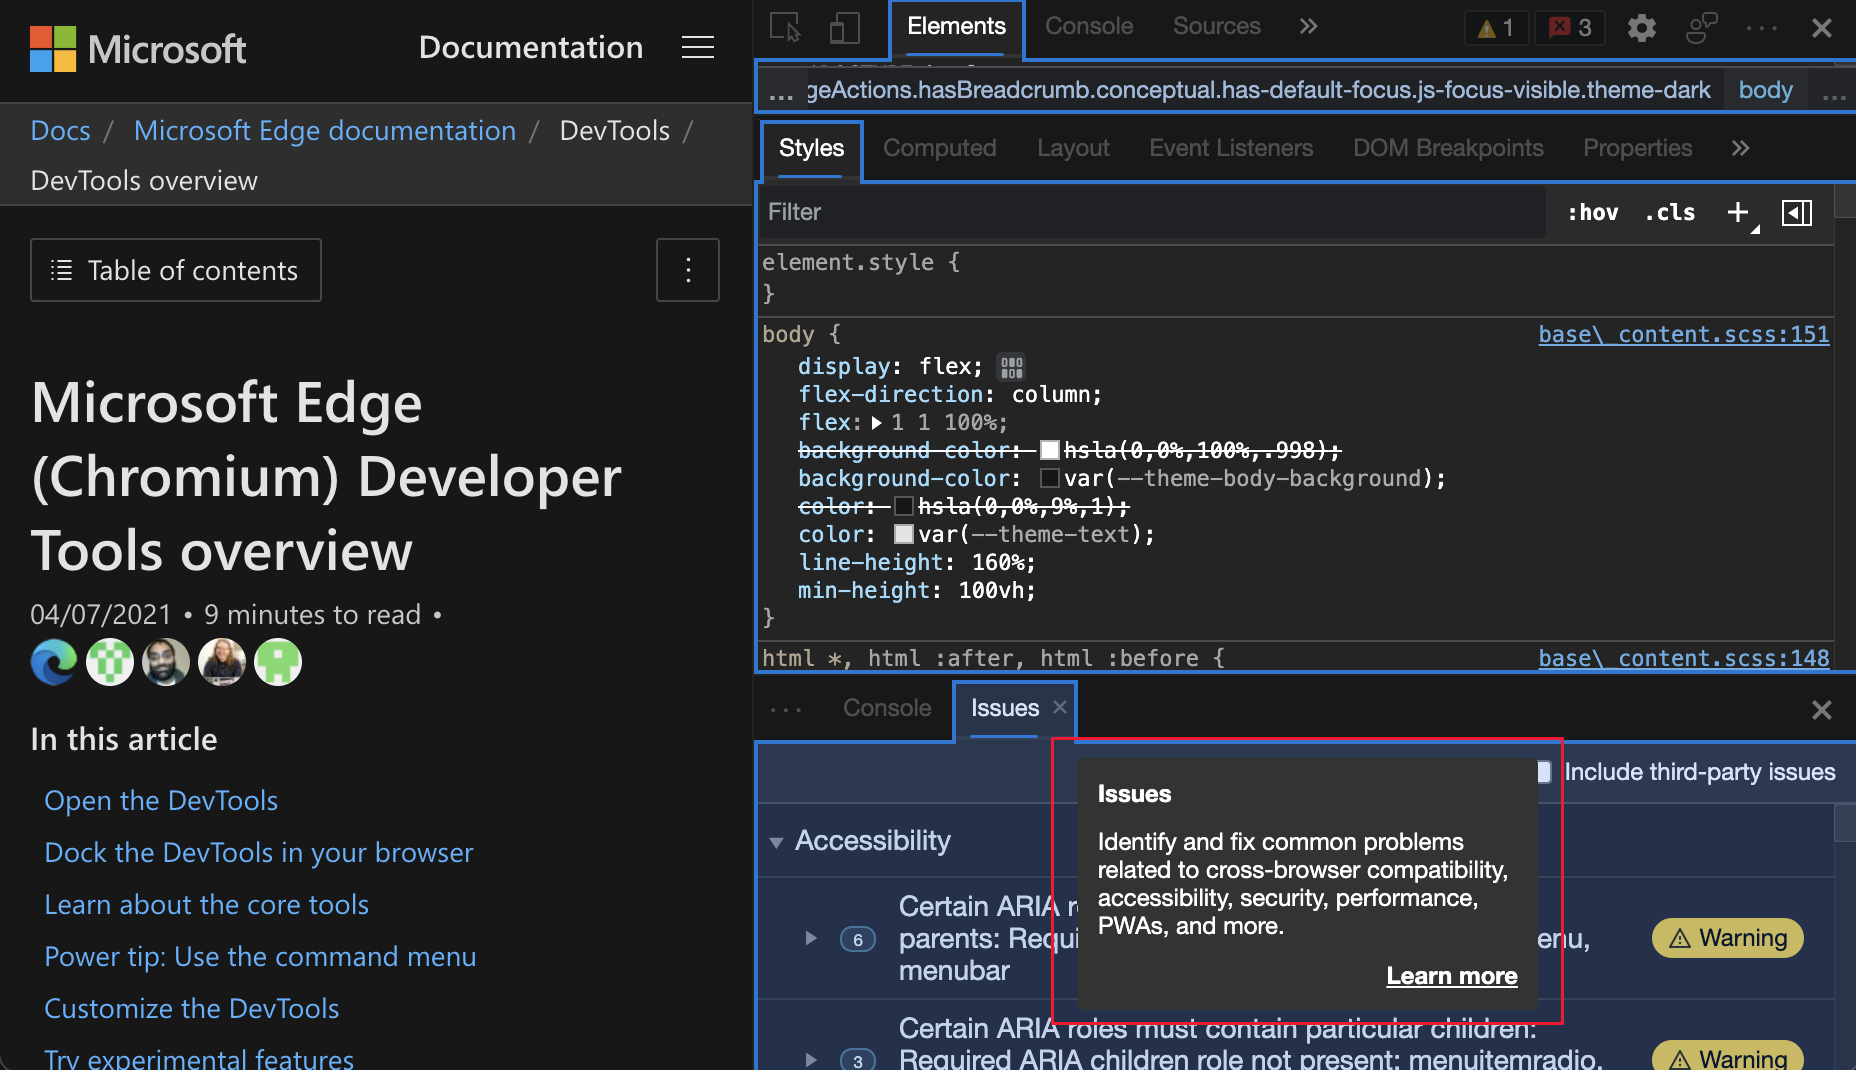 Microsoft
Documentation
Docs / Microsoft Edge documentation / DevTools /
DevTools overview
Table of contents
Microsoft Edge
(Chromium) Developer
Tools overview
04/07/2021 • 9 minutes to read •
In this article
Open the DevTools
Dock the DevTools in your browser
Learn about the core tools
Power tip: Use the command menu
Customize the DevTools
Try experimental features
Elements Console Sources 1 3
... geActions.hasBreadcrumb.conceptual.has-default-focus.js-focus-visible.theme-dark body ...
Styles Computed Layout Event Listeners DOM Breakpoints Properties
Filter :hov .cls +
element.style {
}
body { base\_content.scss:151
display: flex;
flex-direction: column;
flex: 1 1 100%;
background-color: hsla(0,0%,100%,.998);
background-color: var(--theme-body-background);
color: hsla(0,0%,9%,1);
color: var(--theme-text);
line-height: 160%;
min-height: 100vh;
}
html *, html :after, html :before { base\_content.scss:148
... Console Issues
Include third-party issues
Issues
Identify and fix common problems
related to cross-browser compatibility,
accessibility, security, performance,
PWAs, and more.
Learn more
Accessibility
6
Certain ARIA
parents: enu,
menubar
Warning
3
Certain ARIA roles must contain particular children:
Required ARIA children role not present: menuitemradio,
Warning